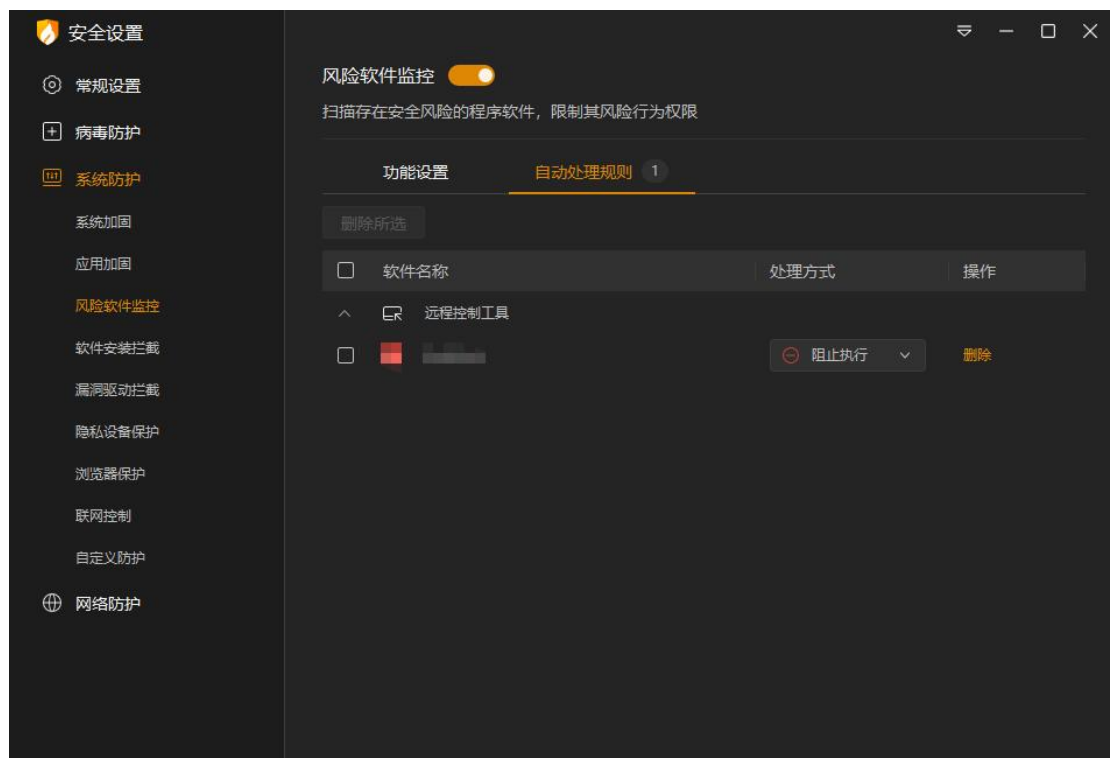 安全设置
常规设置
病毒防护
系统防护
系统加固
应用加固
风险软件监控
软件安装拦截
漏洞驱动拦截
隐私设备保护
浏览器保护
联网控制
自定义防护
网络防护
风险软件监控
扫描存在安全风险的程序软件，限制其风险行为权限
功能设置 自动处理规则 1
删除所选
软件名称 处理方式 操作
远程控制工具
阻止执行 删除